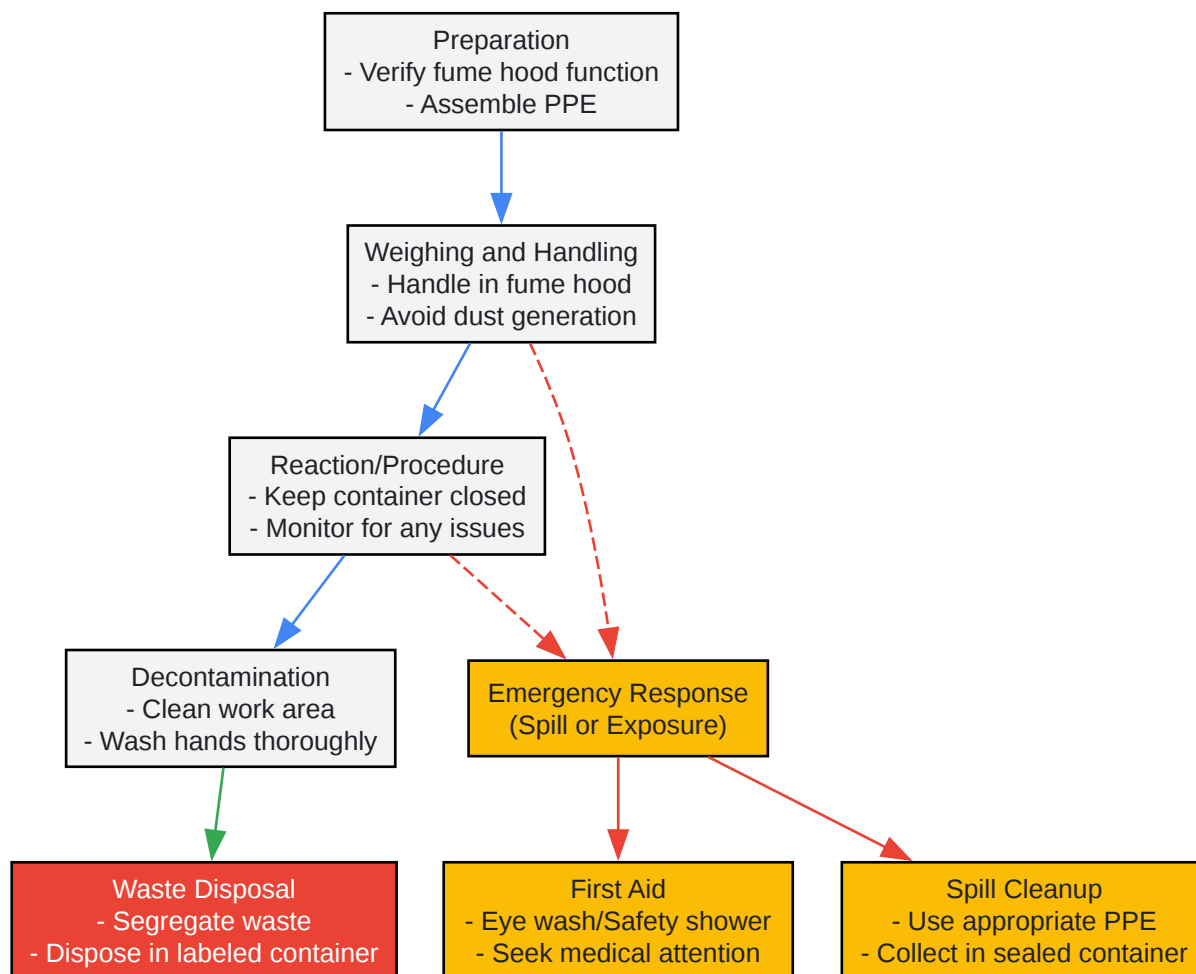 Preparation
- Verify fume hood function
- Assemble PPE
Weighing and Handling
- Handle in fume hood
- Avoid dust generation
Reaction/Procedure
- Keep container closed
- Monitor for any issues
Decontamination
- Clean work area
- Wash hands thoroughly
Emergency Response
(Spill or Exposure)
Waste Disposal
- Segregate waste
- Dispose in labeled container
First Aid
- Eye wash/Safety shower
- Seek medical attention
Spill Cleanup
- Use appropriate PPE
- Collect in sealed container